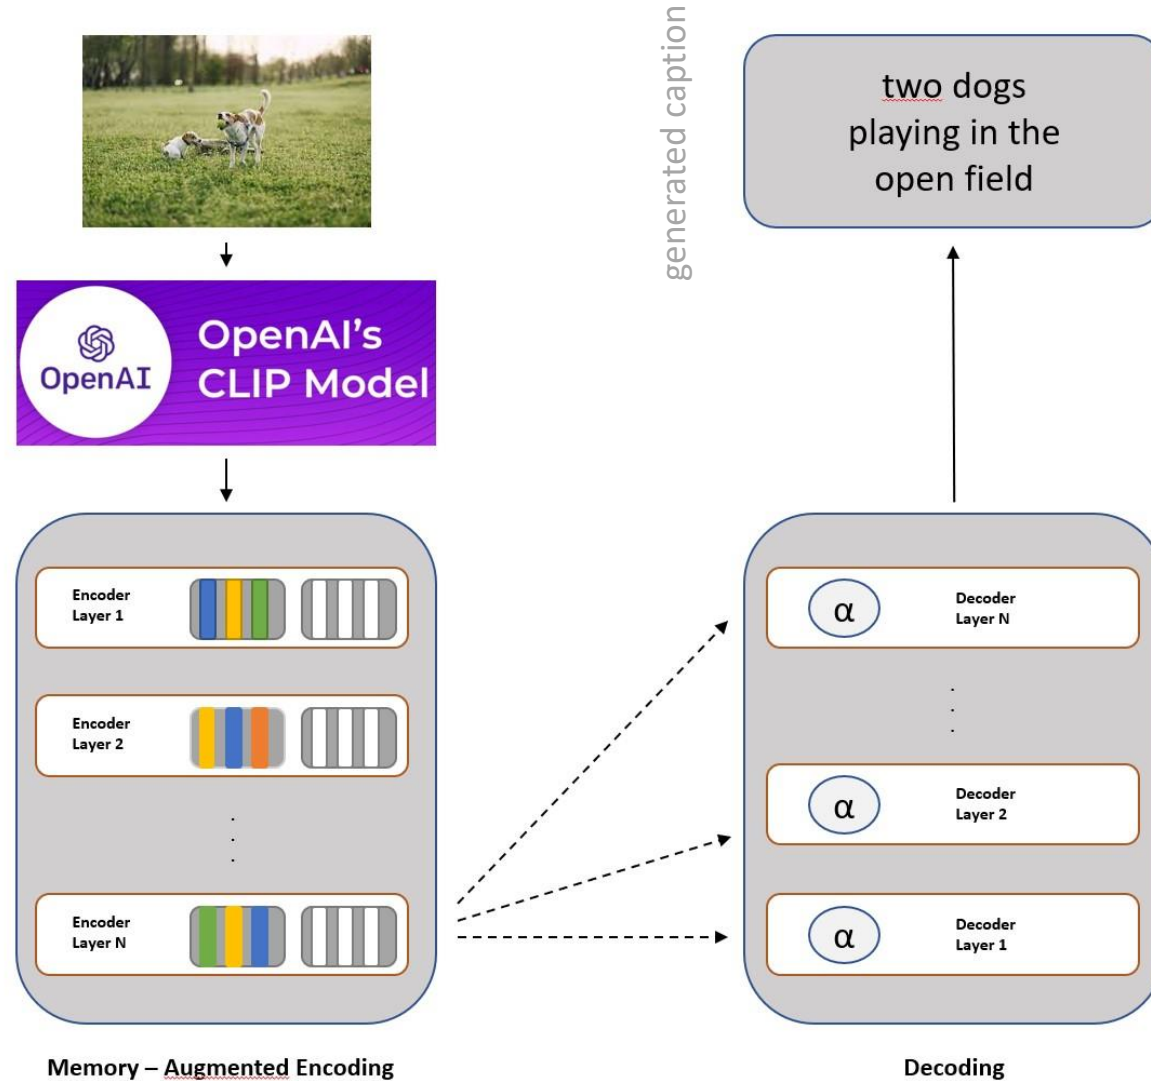 generated caption
two dogs
playing in the
open field
OpenAI
OpenAI's
CLIP Model
Encoder
Layer 1
Encoder
Layer 2
Encoder
Layer N
Memory – Augmented Encoding
α
Decoder
Layer N
α
Decoder
Layer 2
α
Decoder
Layer 1
Decoding